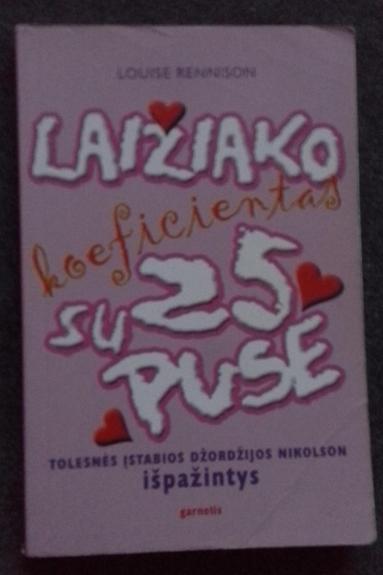 LOUISE RENNISON
LAIŽIAKO
koeficientas
SU 25
PUSE
TOLESNĖS ĮSTABIOS DŽORDŽIJOS NIKOLSON
išpažintys
garnelis